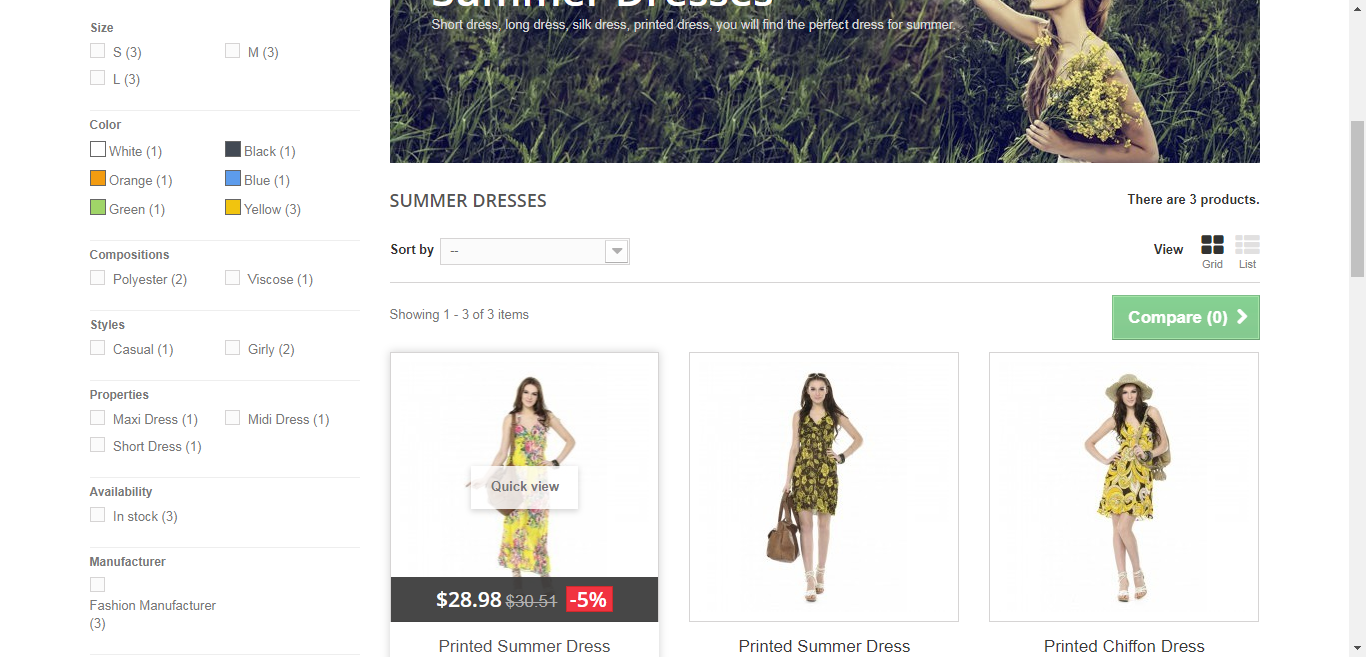 Size
S (3)
M (3)
L (3)
Color
White (1)
Black (1)
Orange (1)
Blue (1)
Green (1)
Yellow (3)
Compositions
Polyester (2)
Viscose (1)
Styles
Casual (1)
Girly (2)
Properties
Maxi Dress (1)
Midi Dress (1)
Short Dress (1)
Availability
In stock (3)
Manufacturer
Fashion Manufacturer
(3)
Summer Dresses
Short dress, long dress, silk dress, printed dress, you will find the perfect dress for summer.
SUMMER DRESSES
There are 3 products.
Sort by
--
View
Grid
List
Showing 1 - 3 of 3 items
Compare (0)
Quick view
$28.98 $30.51 -5%
Printed Summer Dress
Printed Summer Dress
Printed Chiffon Dress